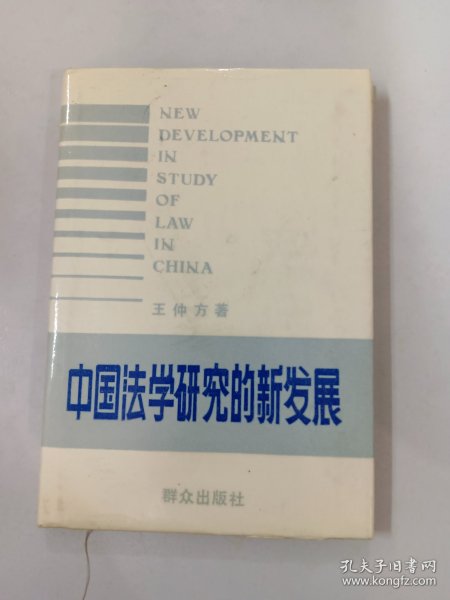 NEW
DEVELOPMENT
IN
STUDY
OF
LAW
IN
CHINA
王仲方著
中国法学研究的新发展
群众出版社
孔夫子旧书网
www.kongfz.com